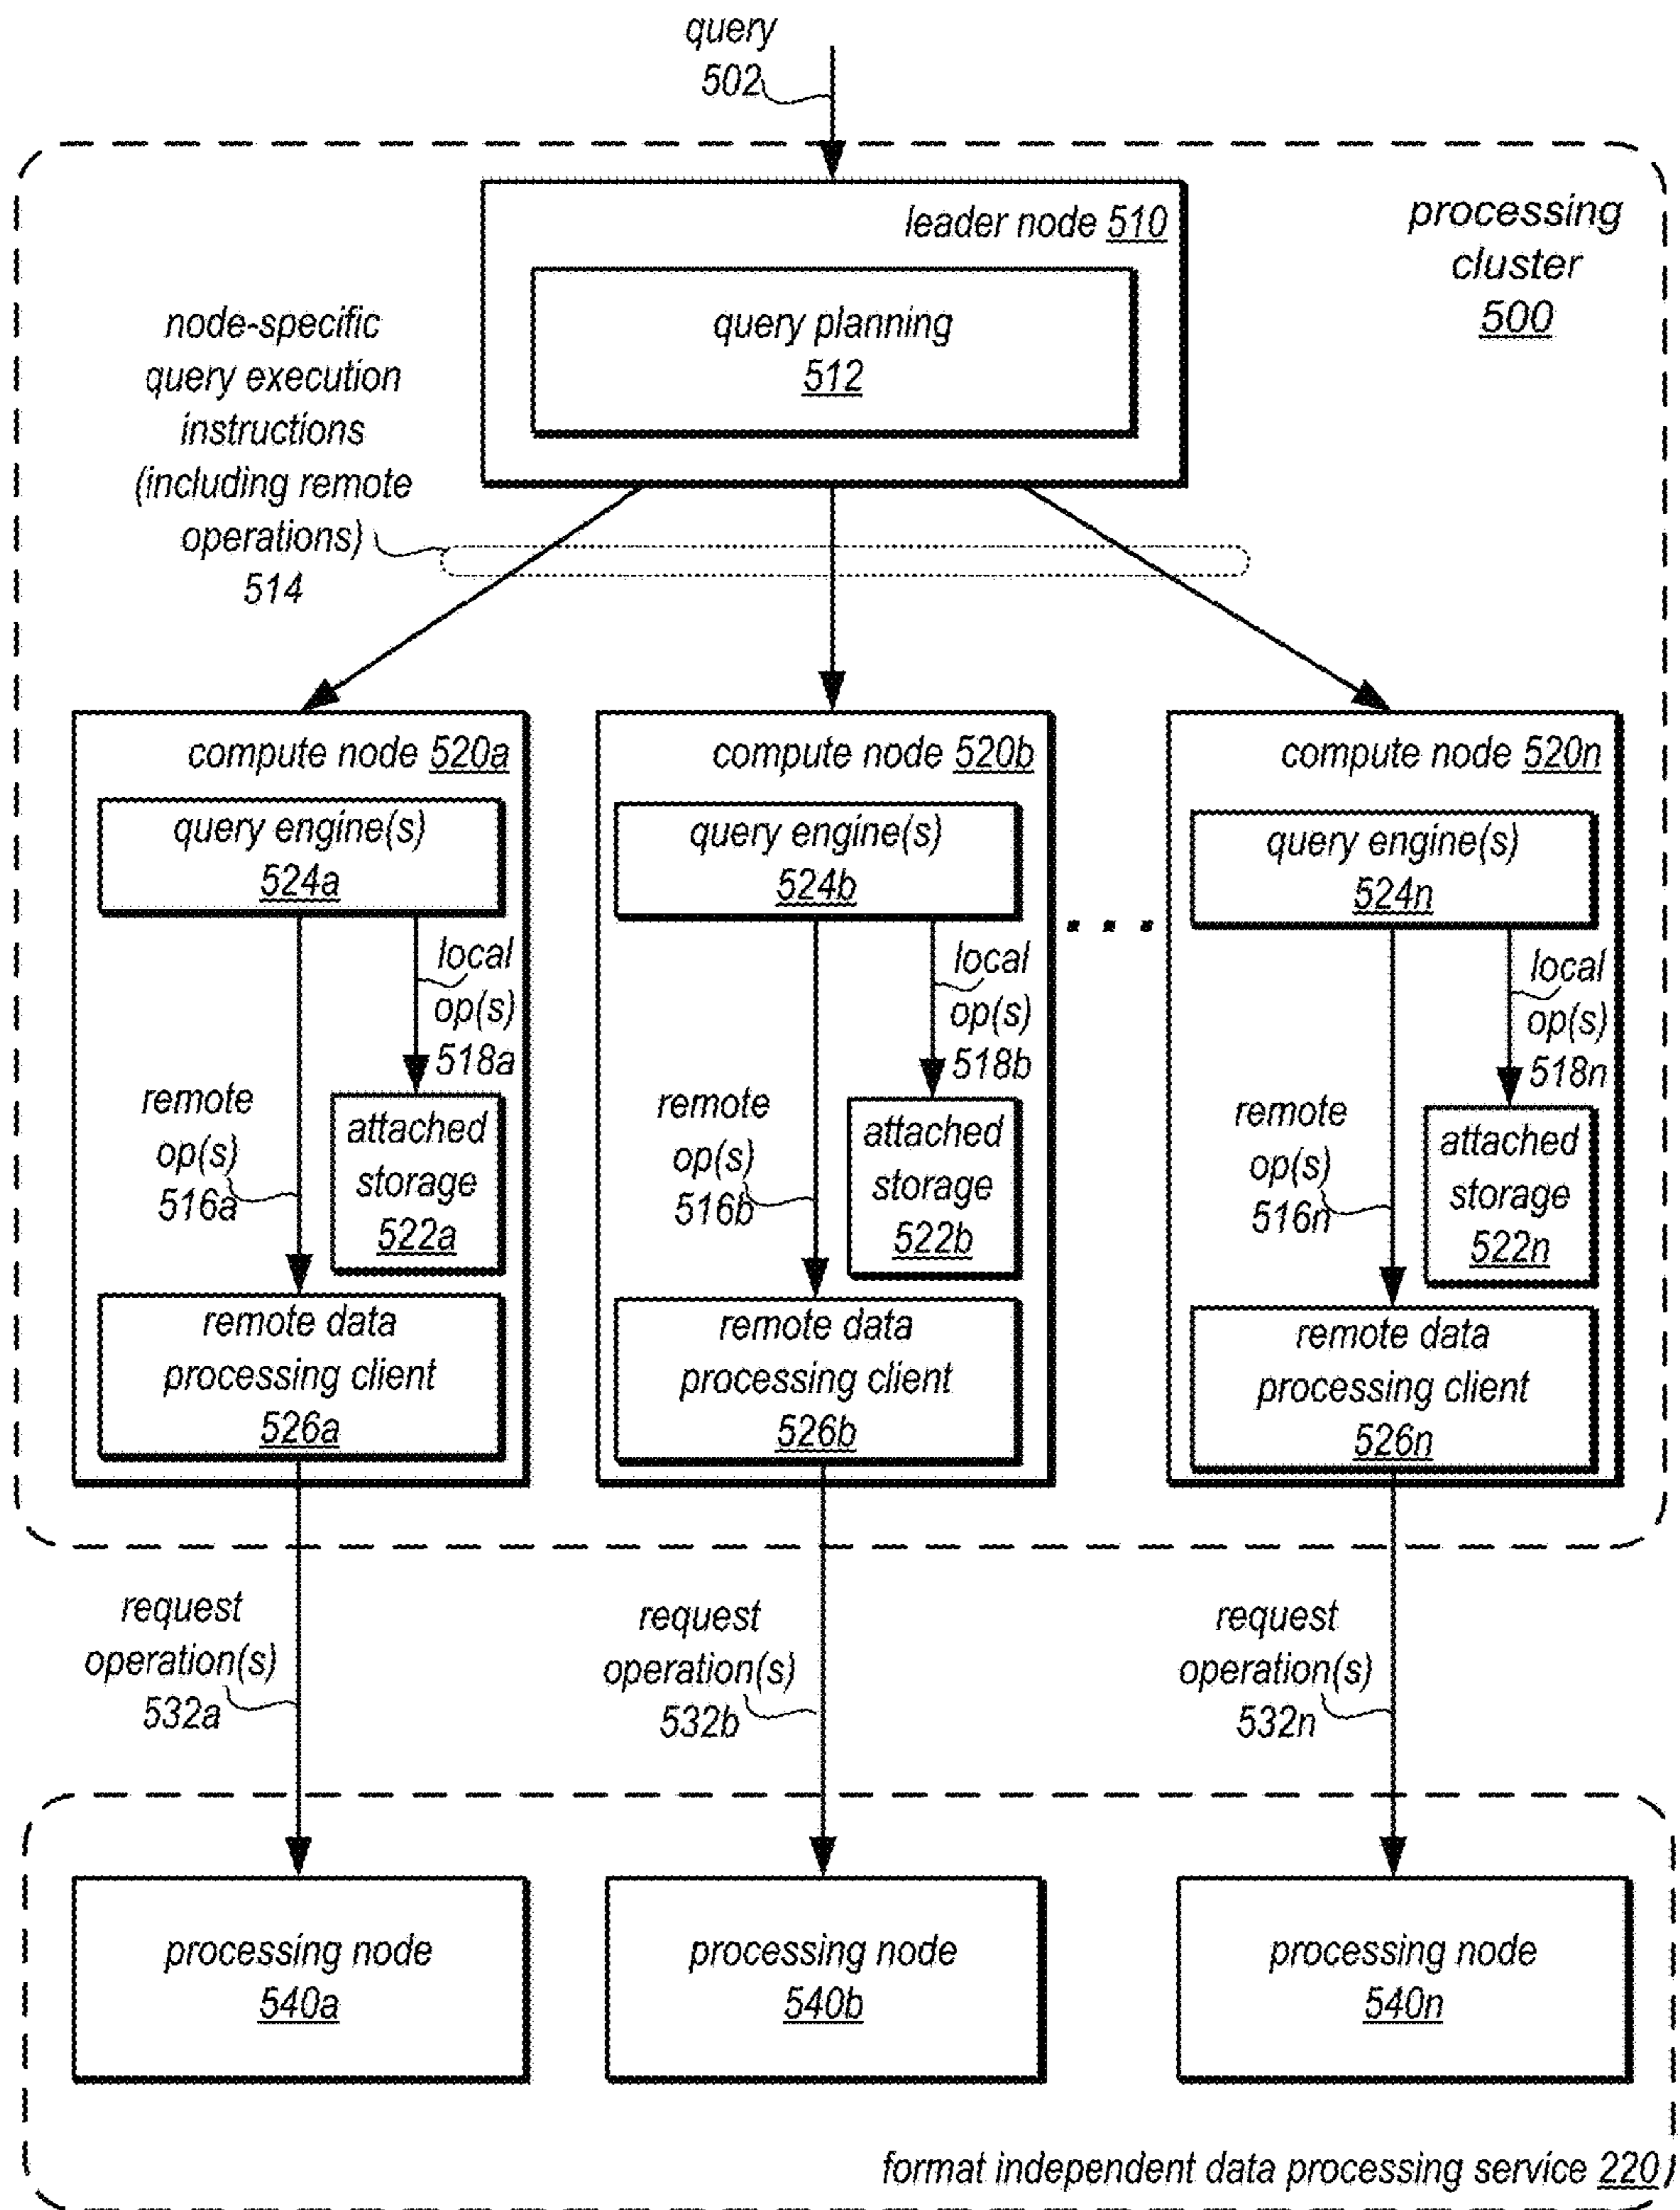 query
502
leader node 510
processing
cluster
500
query planning
512
node-specific
query execution
instructions
(including remote
operations)
514
compute node 520a
query engine(s)
524a
local
op(s)
518a
remote
op(s)
516a
attached
storage
522a
remote data
processing client
526a
compute node 520b
query engine(s)
524b
local
op(s)
518b
remote
op(s)
516b
attached
storage
522b
remote data
processing client
526b
. . .
compute node 520n
query engine(s)
524n
local
op(s)
518n
remote
op(s)
516n
attached
storage
522n
remote data
processing client
526n
request
operation(s)
532a
request
operation(s)
532b
request
operation(s)
532n
processing node
540a
processing node
540b
processing node
540n
format independent data processing service 220